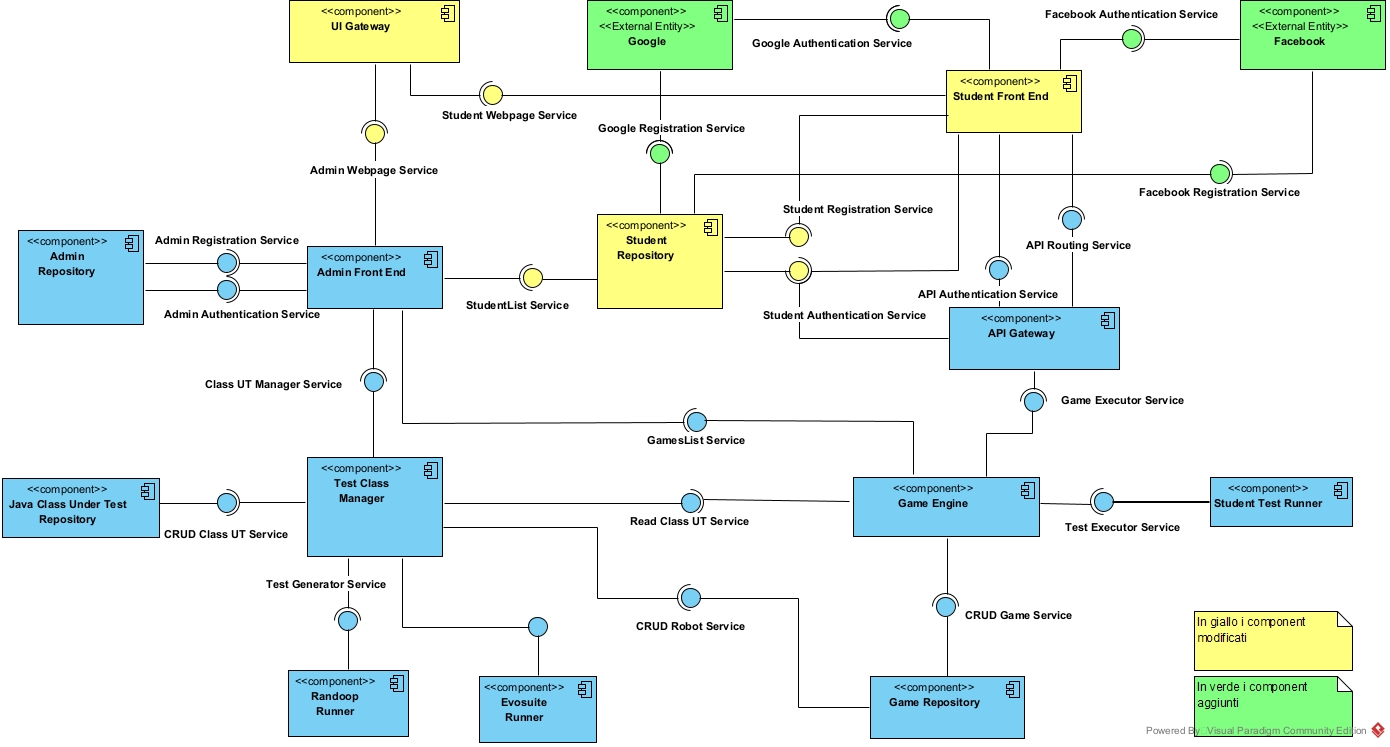 <<component>>
UI Gateway
<<component>>
<<External Entity>>
Google
Google Authentication Service
Facebook Authentication Service
<<component>>
<<External Entity>>
Facebook
<<component>>
Student Front End
Student Webpage Service
Google Registration Service
Admin Webpage Service
Facebook Registration Service
Student Registration Service
<<component>>
Admin
Repository
Admin Registration Service
Admin Authentication Service
<<component>>
Admin Front End
StudentList Service
<<component>>
Student
Repository
API Routing Service
API Authentication Service
Student Authentication Service
<<component>>
API Gateway
Class UT Manager Service
Game Executor Service
GamesList Service
<<component>>
Java Class Under Test
Repository
CRUD Class UT Service
<<component>>
Test Class
Manager
Read Class UT Service
<<component>>
Game Engine
Test Executor Service
<<component>>
Student Test Runner
Test Generator Service
CRUD Robot Service
CRUD Game Service
<<component>>
Randoop
Runner
<<component>>
Evosuite
Runner
<<component>>
Game Repository
In giallo i component
modificati
In verde i component
aggiunti
Powered By Visual Paradigm Community Edition